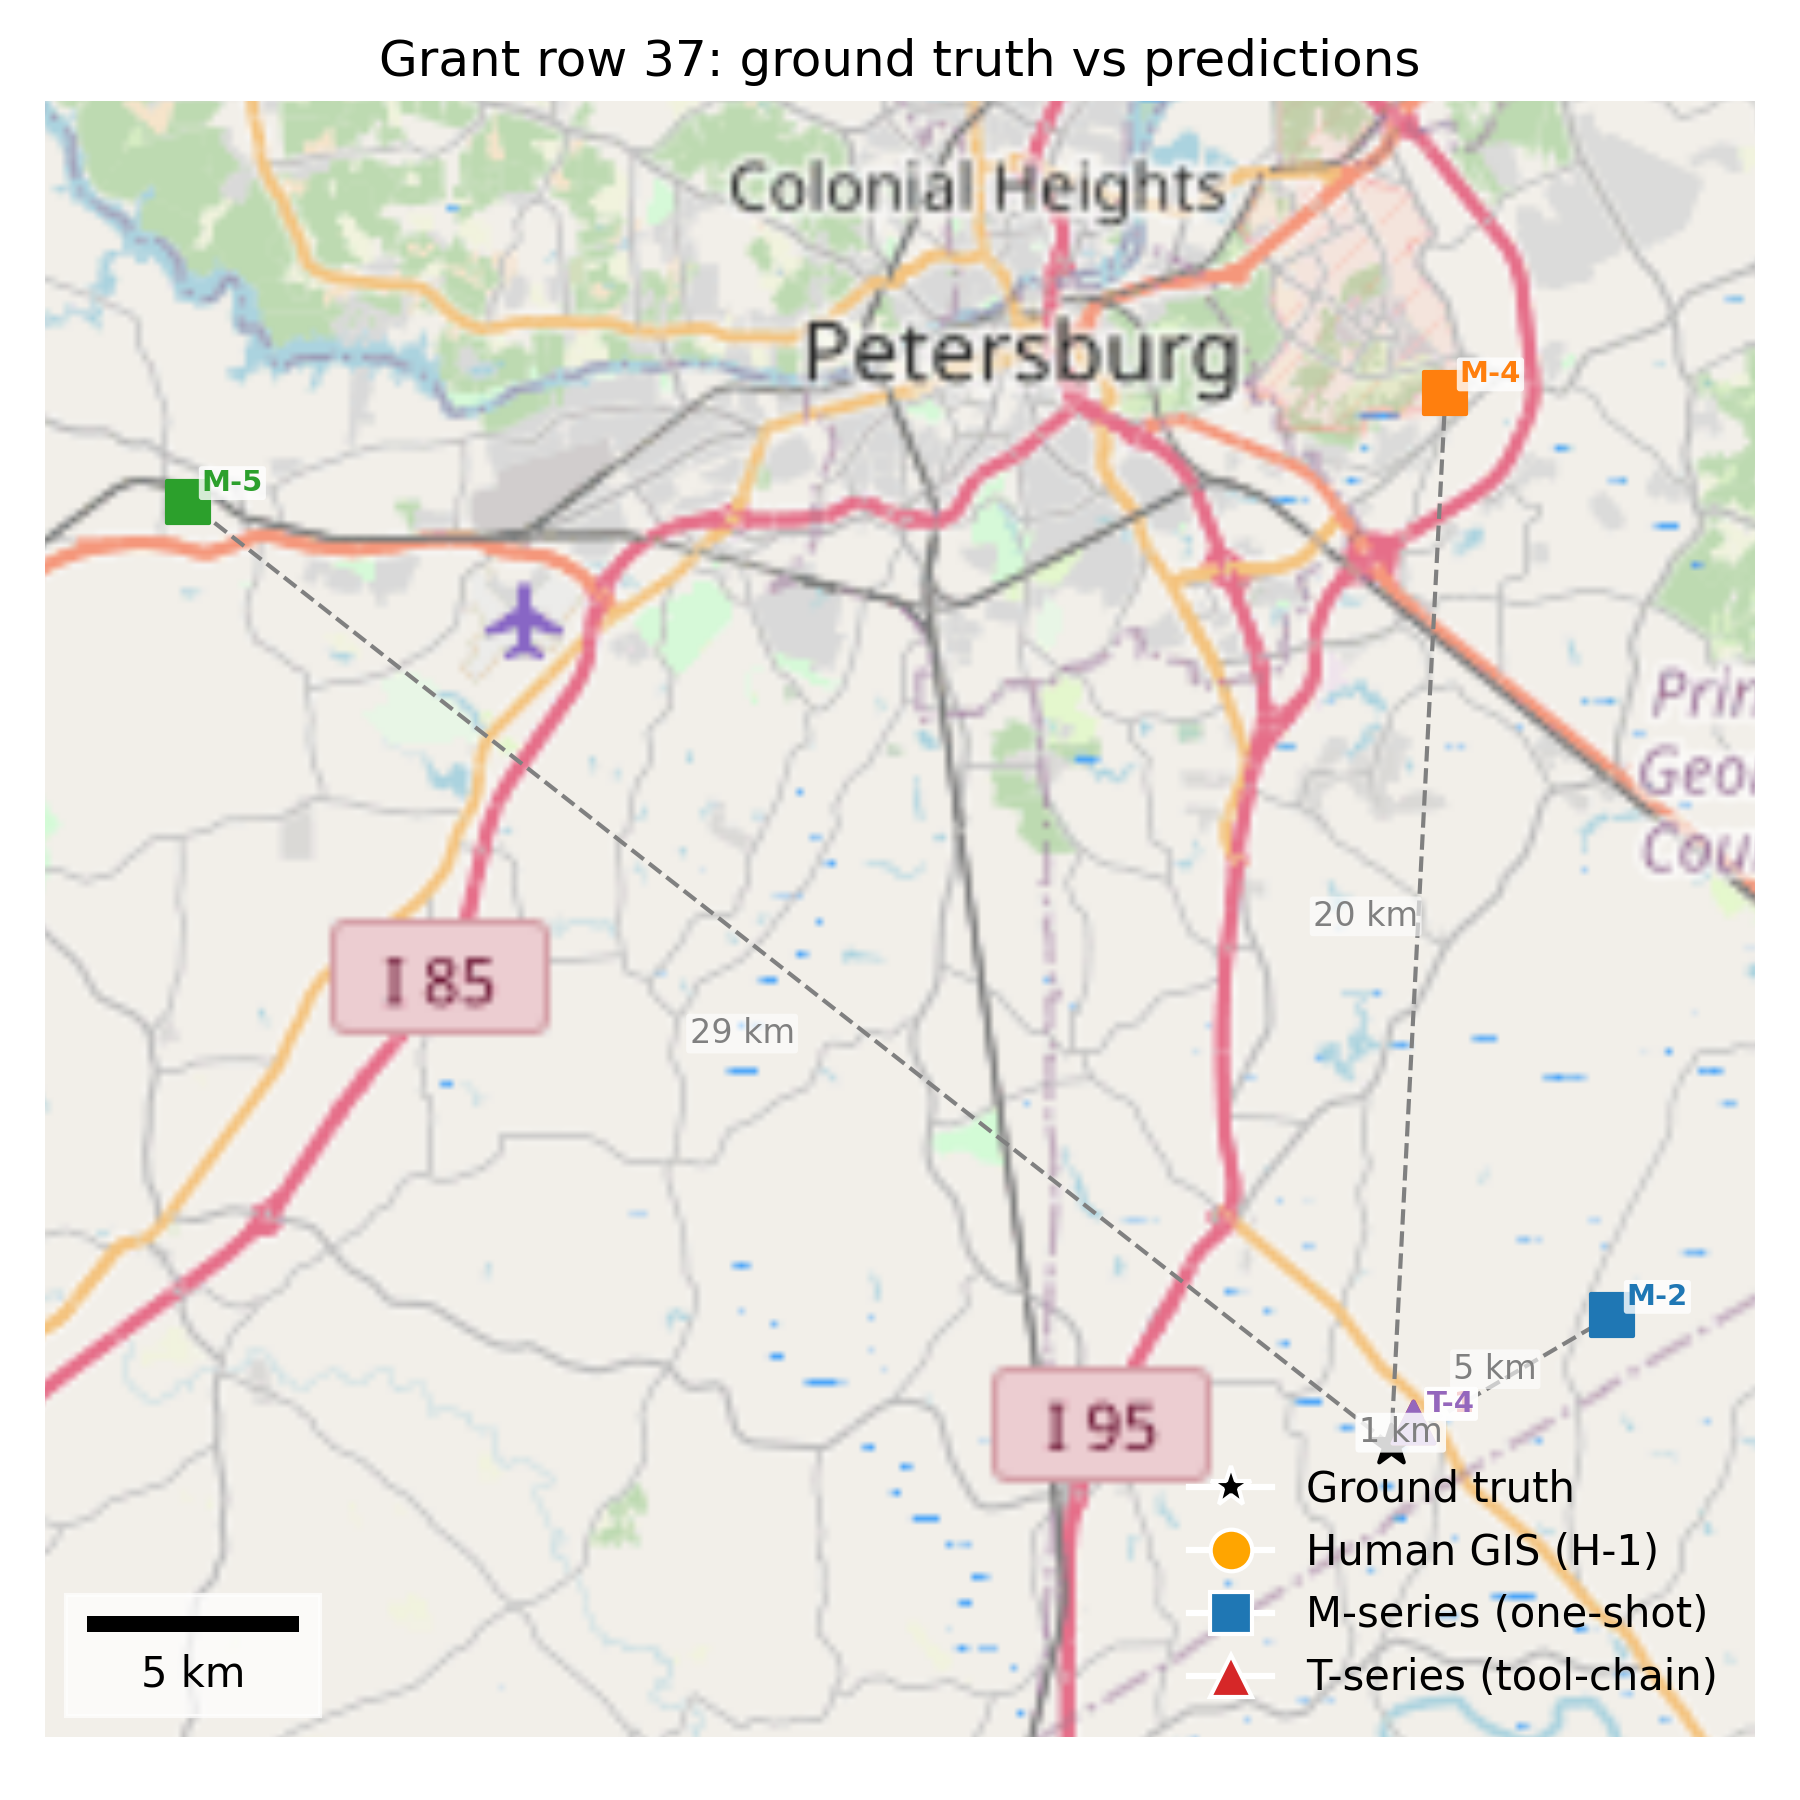 Grant row 37: ground truth vs predictions
Colonial Heights
Petersburg
M-4
M-5
Prin
Geor
Cou
20 km
I 85
29 km
M-2
5 km
T-4
1 km
I 95
Ground truth
Human GIS (H-1)
M-series (one-shot)
T-series (tool-chain)
5 km